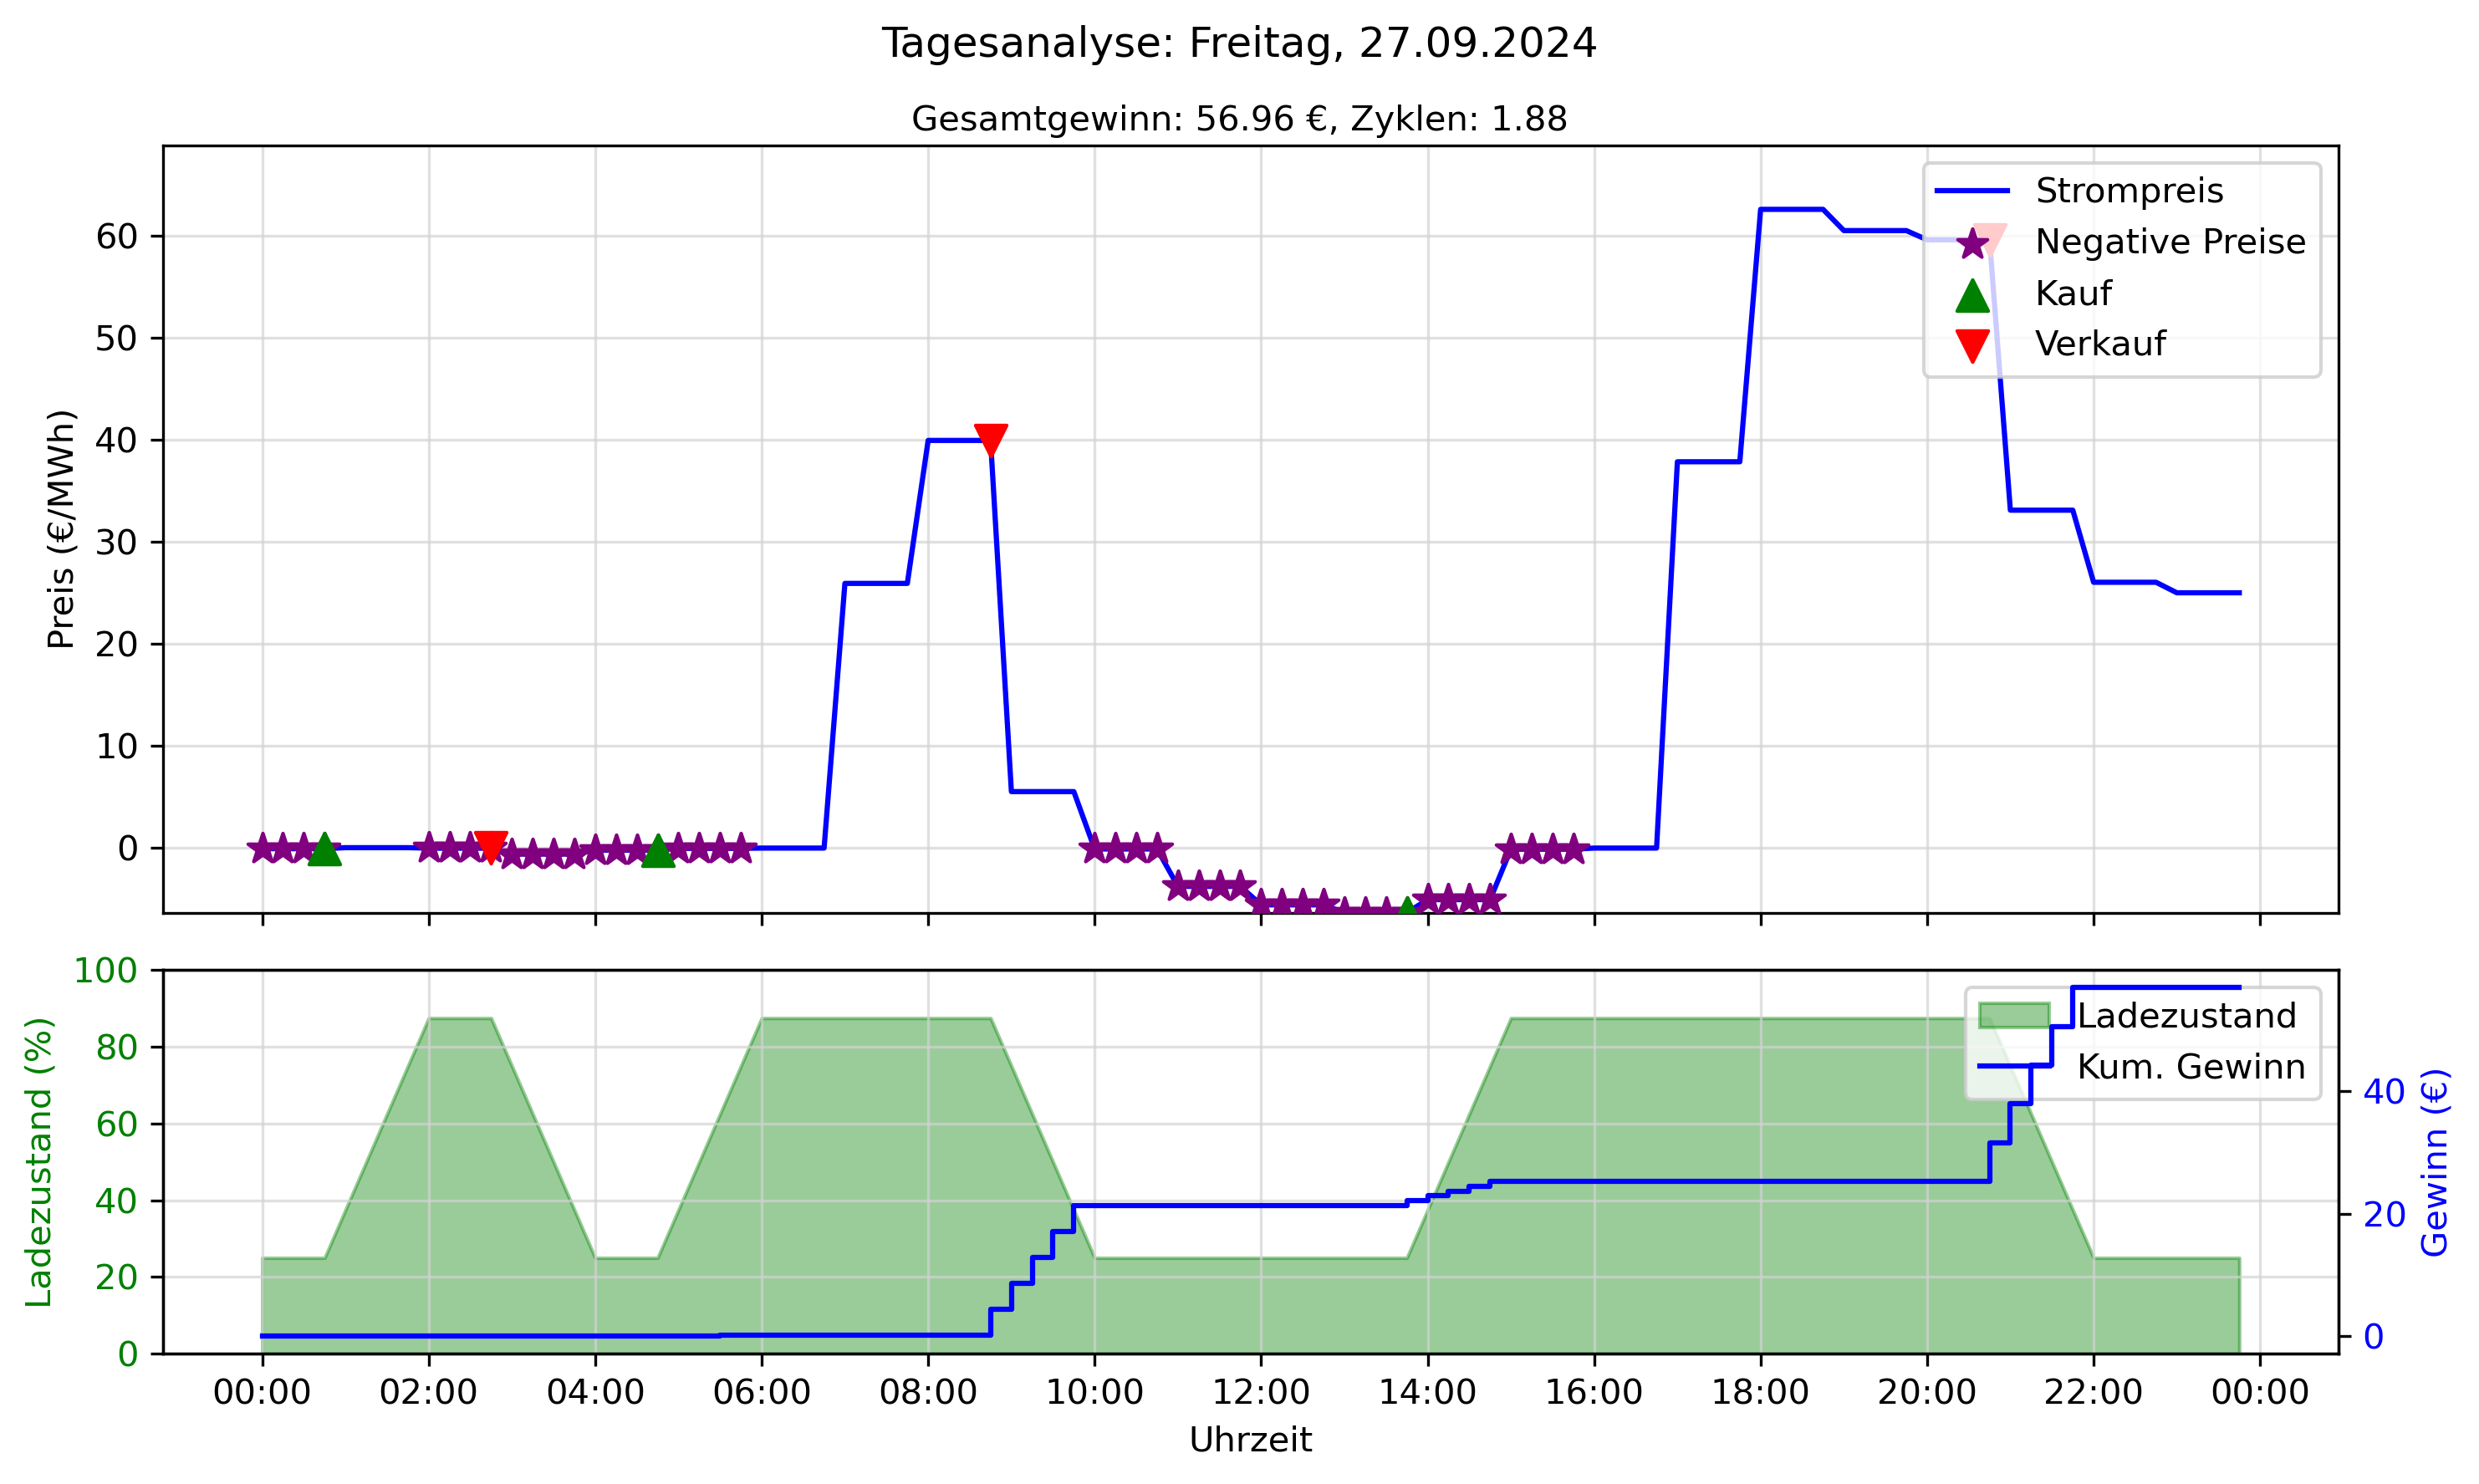 Tagesanalyse: Freitag, 27.09.2024
Gesamtgewinn: 56.96 €, Zyklen: 1.88
Preis (€/MWh)
60
50
40
30
20
10
0
Strompreis
Negative Preise
Kauf
Verkauf
Ladezustand (%)
100
80
60
40
20
0
Ladezustand
Kum. Gewinn
40
20
0
Gewinn (€)
00:00 02:00 04:00 06:00 08:00 10:00 12:00 14:00 16:00 18:00 20:00 22:00 00:00
Uhrzeit